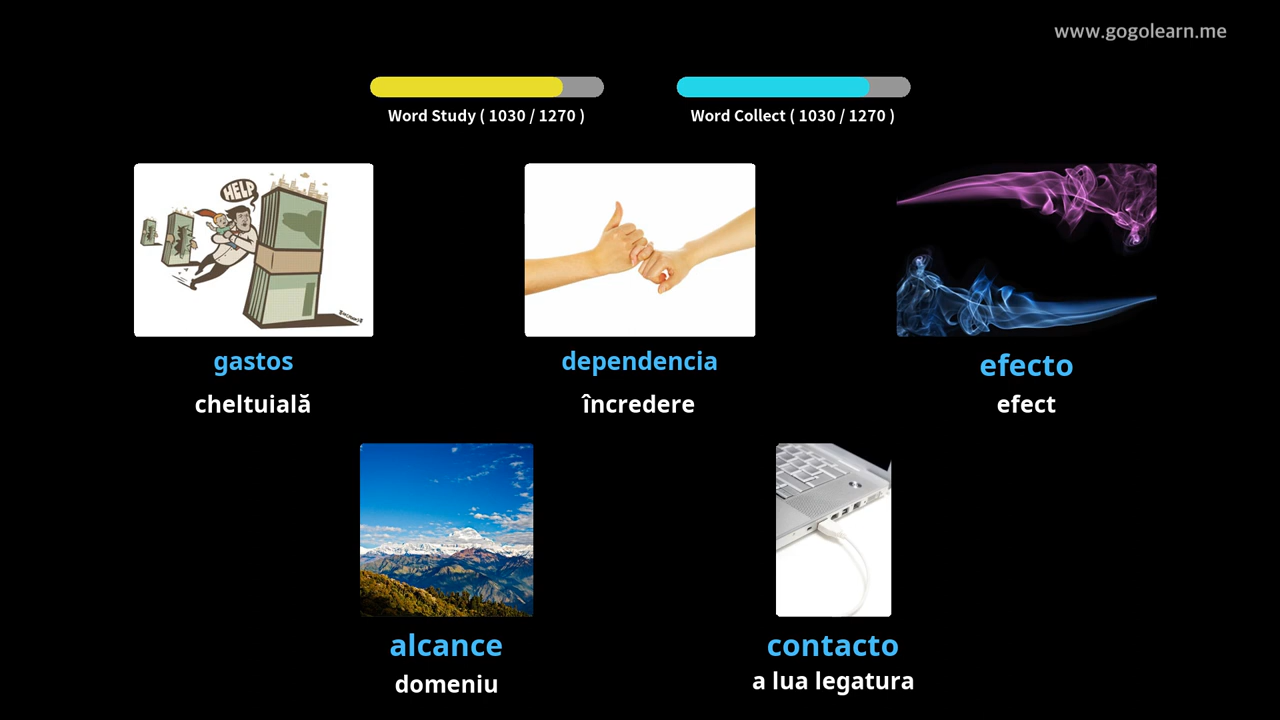 www.gogolearn.me
Word Study ( 1030 / 1270 )
Word Collect ( 1030 / 1270 )
HELP
gastos
dependencia
efecto
cheltuială
încredere
efect
alcance
contacto
domeniu
a lua legatura